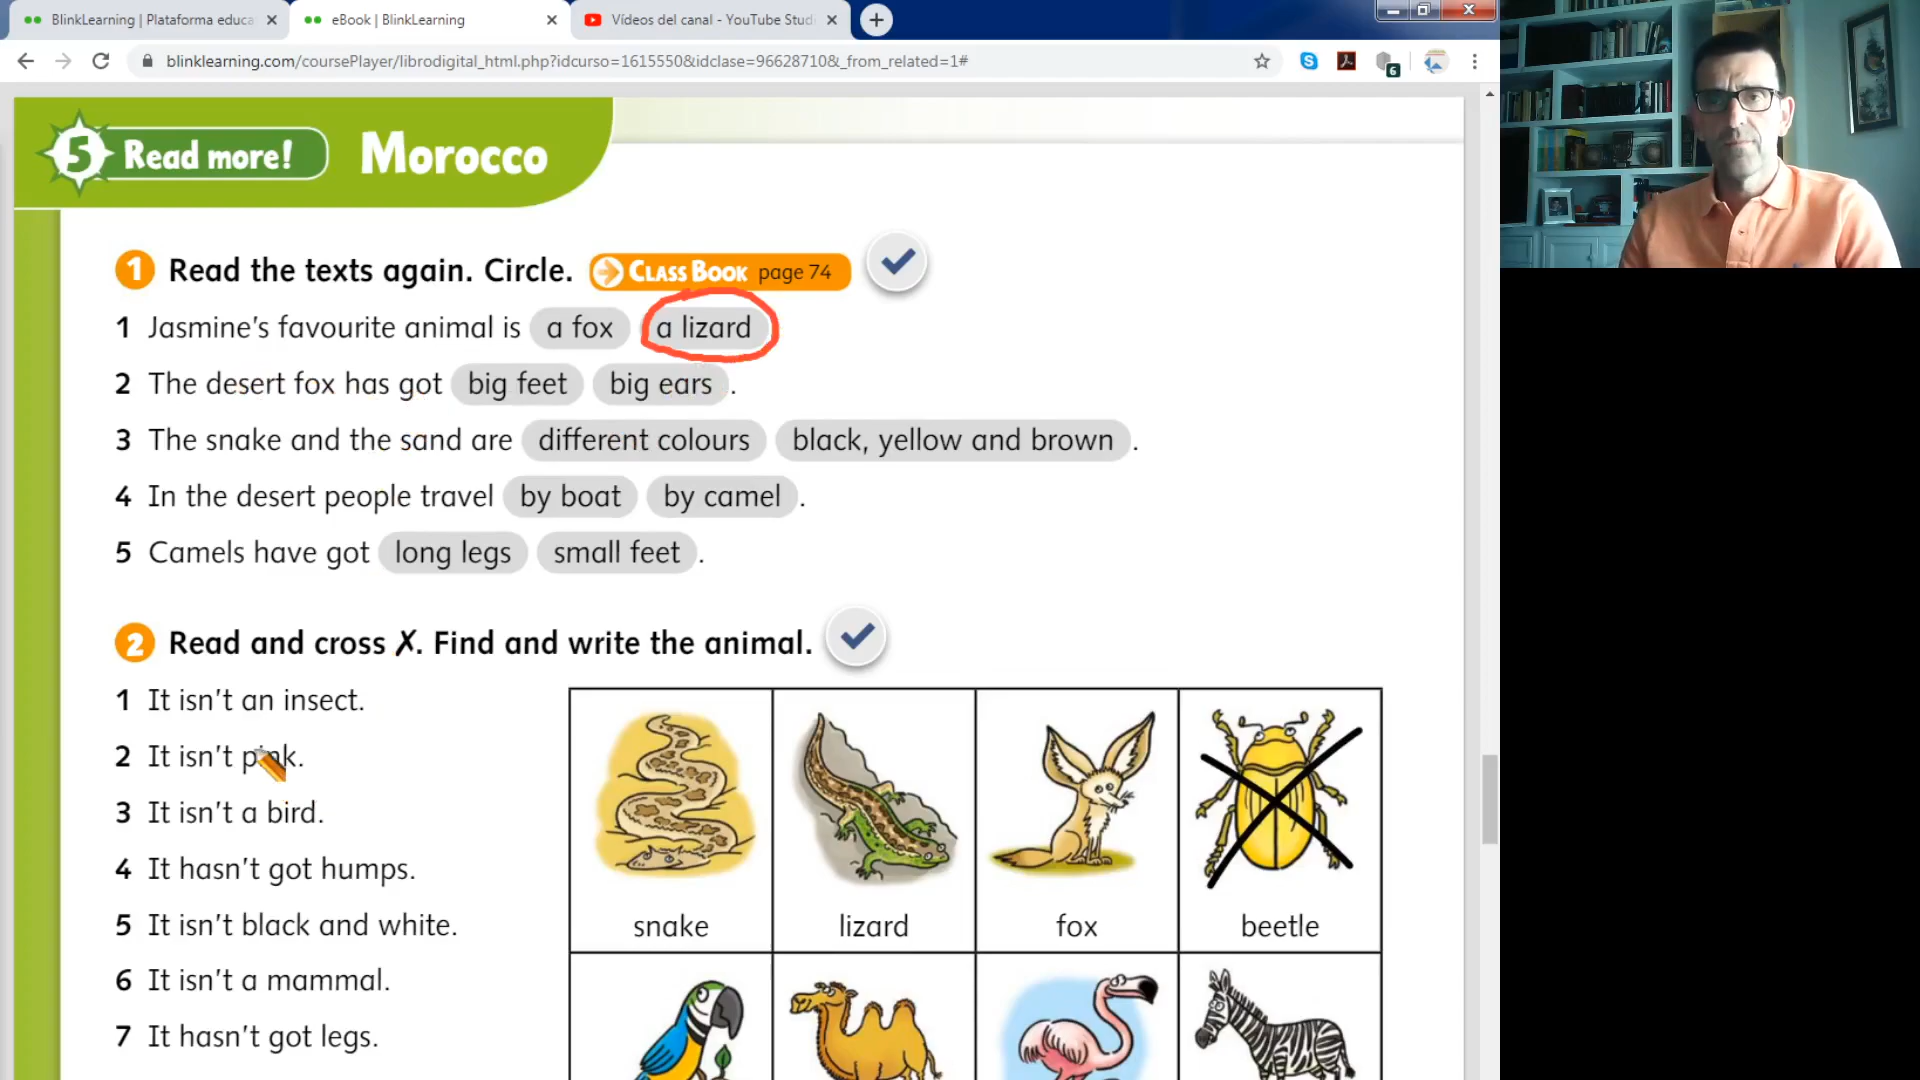 BlinkLearning | Plataforma educa
eBook | BlinkLearning
Vídeos del canal - YouTube Studi
blinklearning.com/coursePlayer/librodigital_html.php?idcurso=1615550&idclase=96628710&_from_related=1#
6
5 Read more! Morocco
1 Read the texts again. Circle. CLASS BOOK page 74
1 Jasmine's favourite animal is a fox a lizard
2 The desert fox has got big feet big ears .
3 The snake and the sand are different colours black, yellow and brown .
4 In the desert people travel by boat by camel .
5 Camels have got long legs small feet .
2 Read and cross ✗. Find and write the animal.
1 It isn't an insect.
2 It isn't pink.
3 It isn't a bird.
4 It hasn't got humps.
5 It isn't black and white.
6 It isn't a mammal.
7 It hasn't got legs.
snake lizard fox beetle